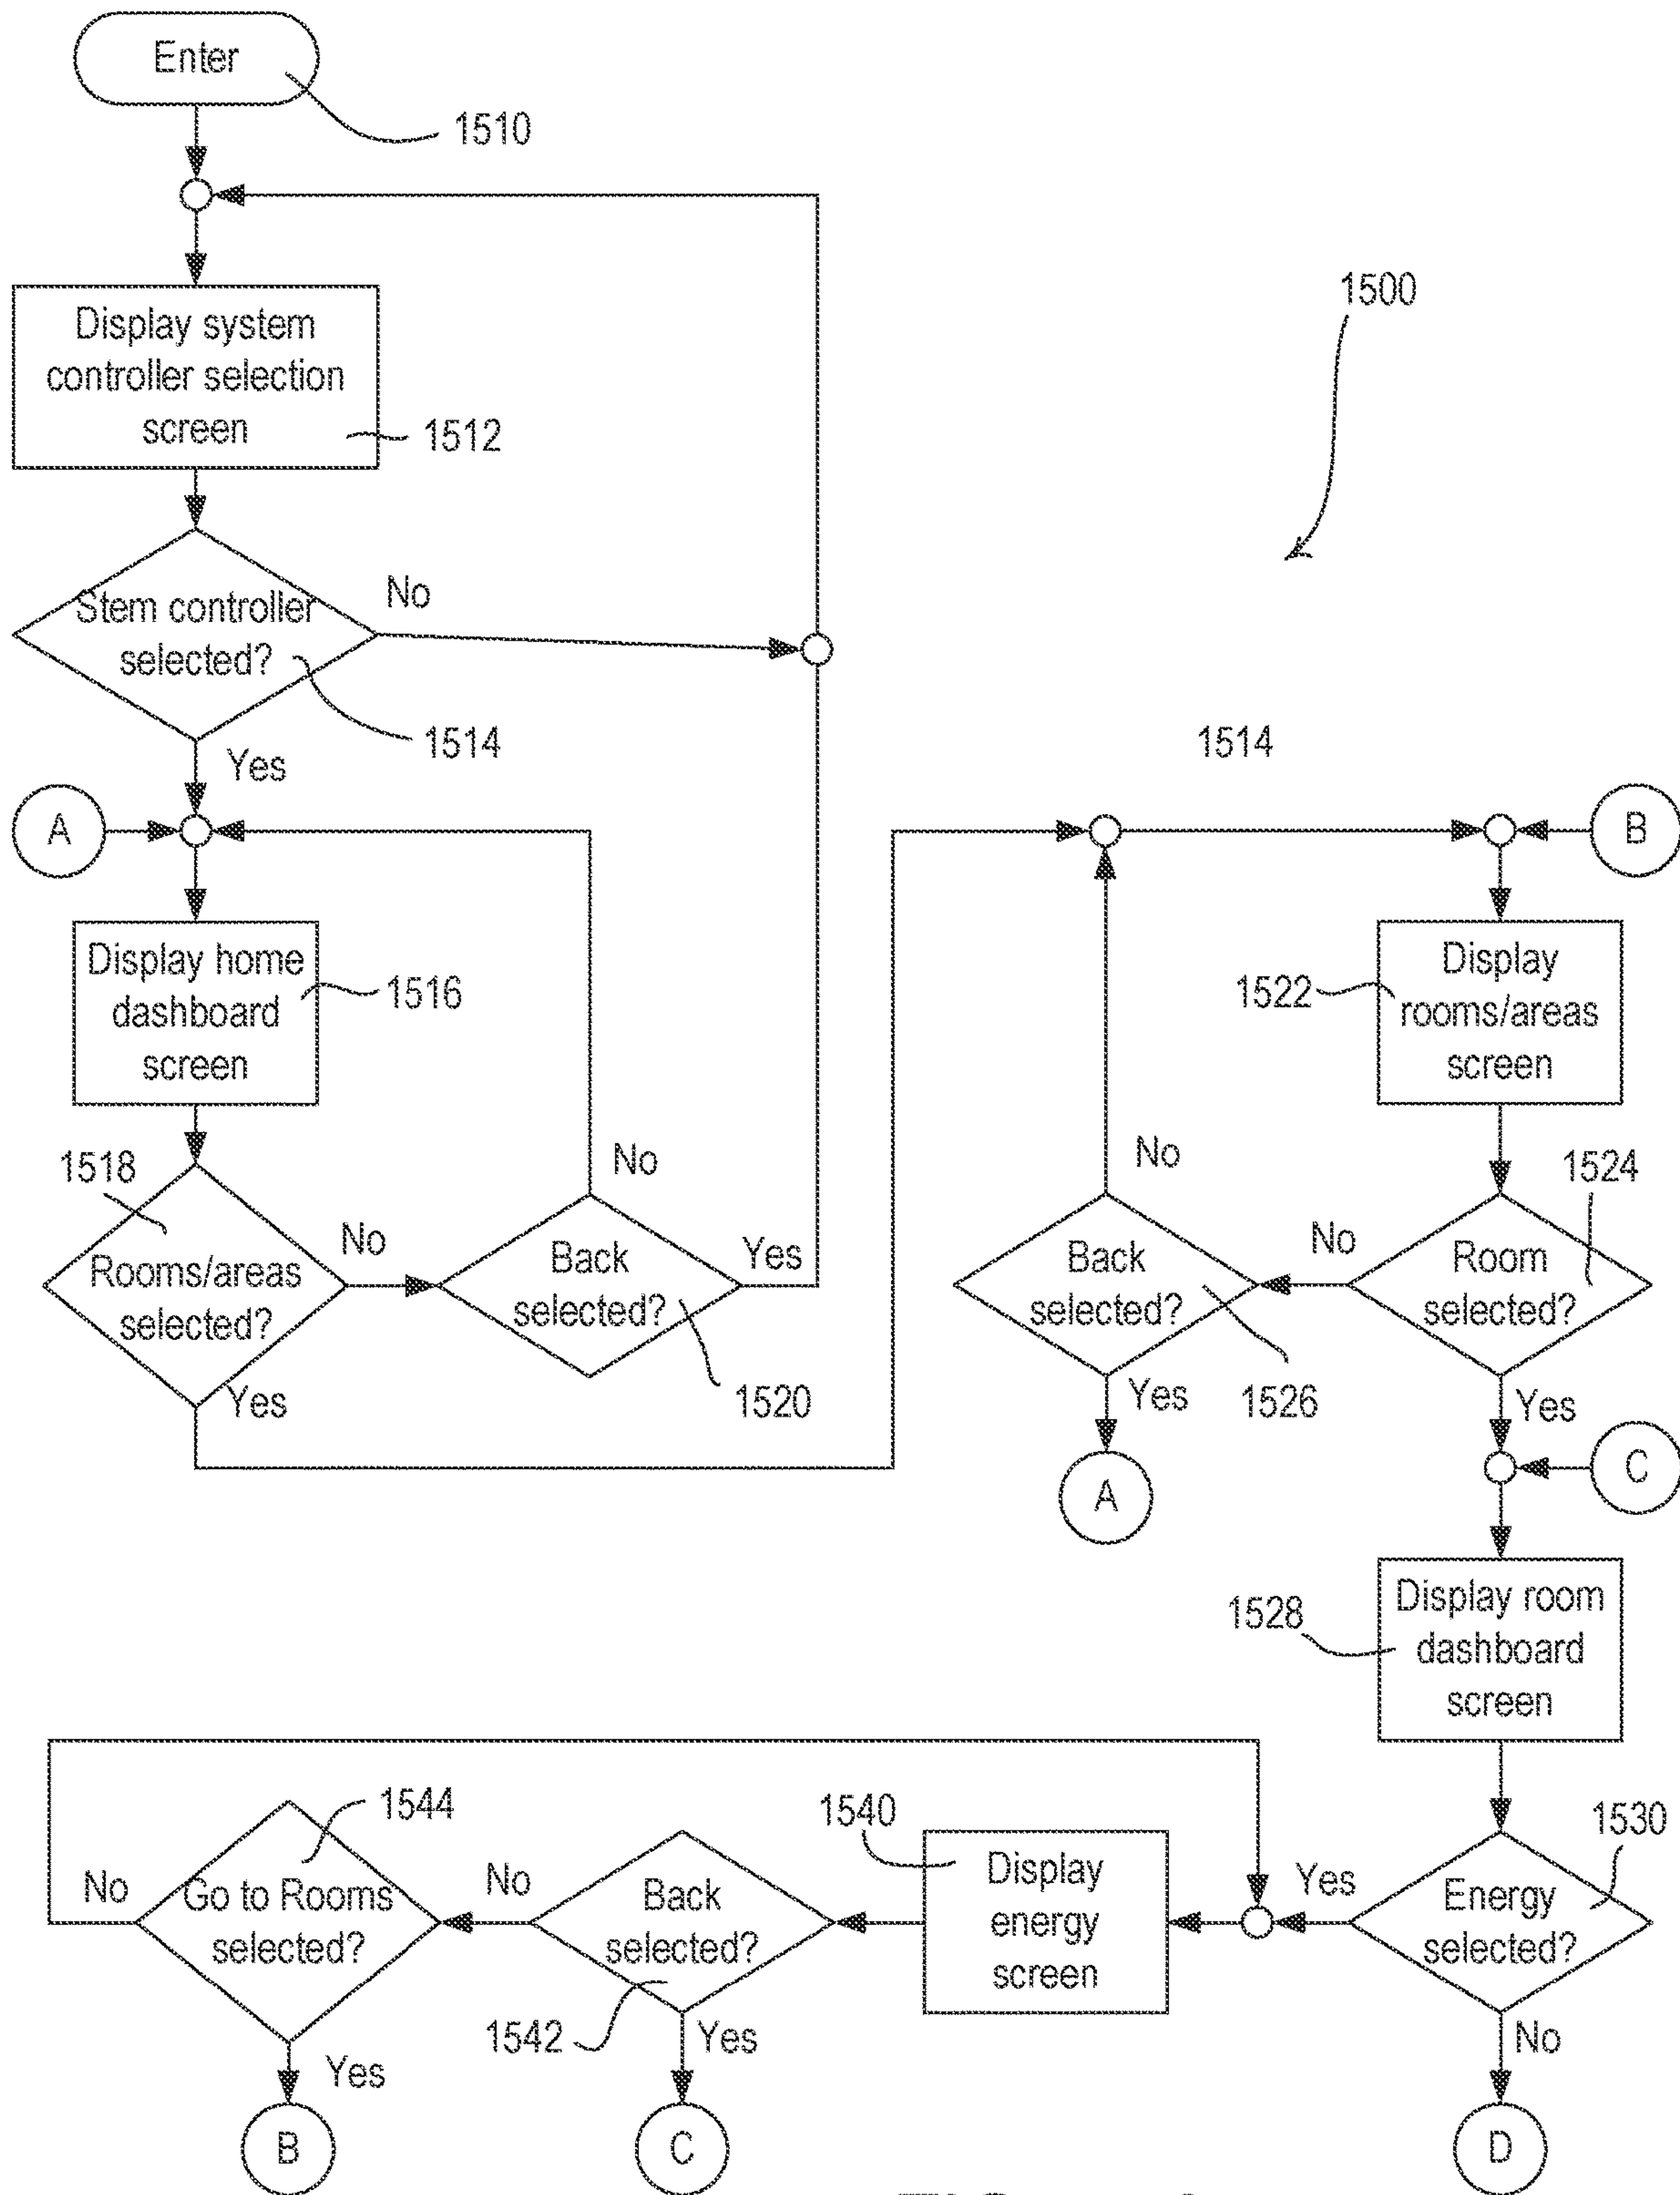 Enter
1510
Display system
controller selection
screen
1512
1500
Stem controller
selected?
No
1514
Yes
1514
A
B
Display home
dashboard
screen
1516
Display
rooms/areas
screen
1522
1518
Rooms/areas
selected?
No
Yes
No
Back
selected?
Yes
1520
No
Back
selected?
1526
Yes
No
1524
Room
selected?
Yes
A
C
Display room
dashboard
screen
1528
1530
Energy
selected?
Yes
No
1540
Display
energy
screen
Back
selected?
No
1542
Yes
1544
Go to Rooms
selected?
No
Yes
B
C
D